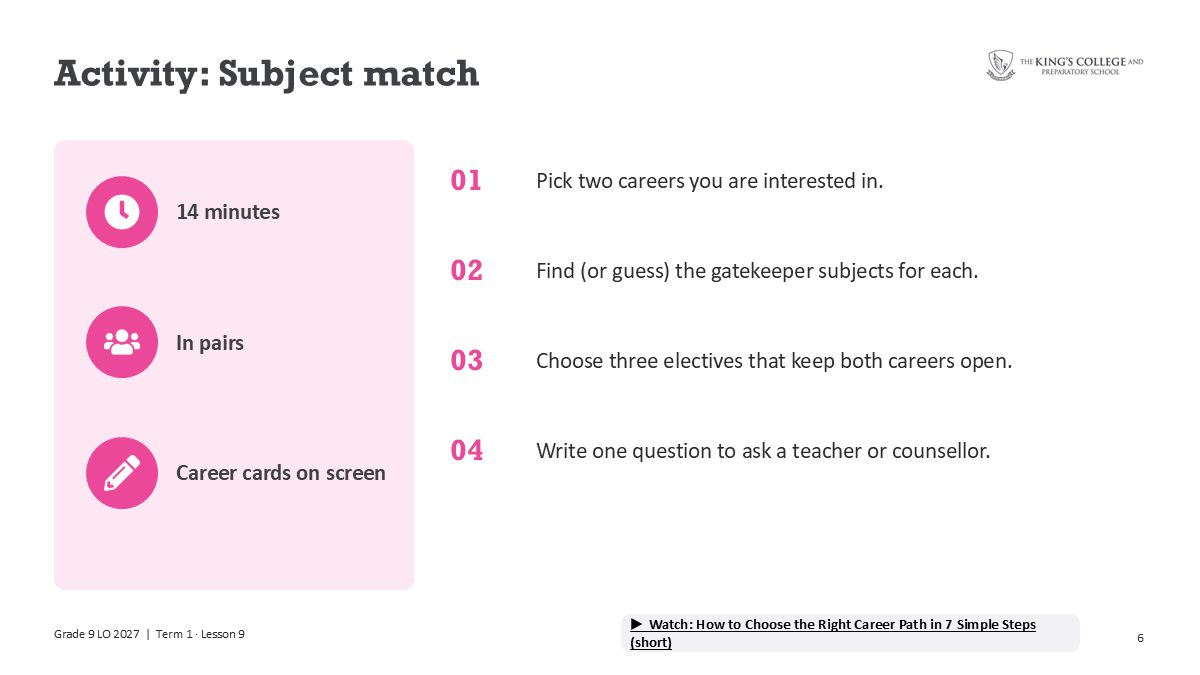 Activity: Subject match
THE KING'S COLLEGE AND
PREPARATORY SCHOOL
14 minutes
In pairs
Career cards on screen
01 Pick two careers you are interested in.
02 Find (or guess) the gatekeeper subjects for each.
03 Choose three electives that keep both careers open.
04 Write one question to ask a teacher or counsellor.
Grade 9 LO 2027 | Term 1 · Lesson 9
▶ Watch: How to Choose the Right Career Path in 7 Simple Steps
(short)
6